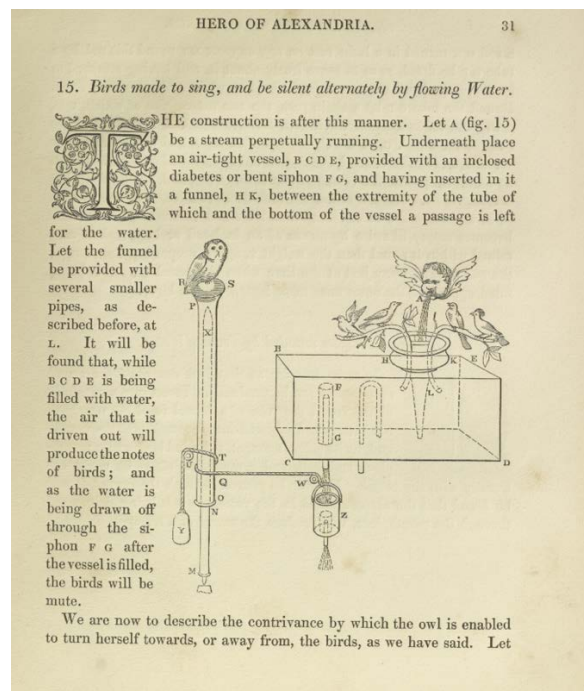 HERO OF ALEXANDRIA. 31
15. Birds made to sing, and be silent alternately by flowing Water.
THE construction is after this manner. Let A (fig. 15)
be a stream perpetually running. Underneath place
an air-tight vessel, B C D E, provided with an inclosed
diabetes or bent siphon F G, and having inserted in it
a funnel, H K, between the extremity of the tube of
which and the bottom of the vessel a passage is left
for the water.
Let the funnel
be provided with
several smaller
pipes, as de-
scribed before, at
L. It will be
found that, while
B C D E is being
filled with water,
the air that is
driven out will
produce the notes
of birds; and
as the water is
being drawn off
through the si-
phon F G after
the vessel is filled,
the birds will be
mute.
R S
P
X
T
Q
O
N
Y
M
W
Z
A
B
H K E
L
F
G
C
D
We are now to describe the contrivance by which the owl is enabled
to turn herself towards, or away from, the birds, as we have said. Let